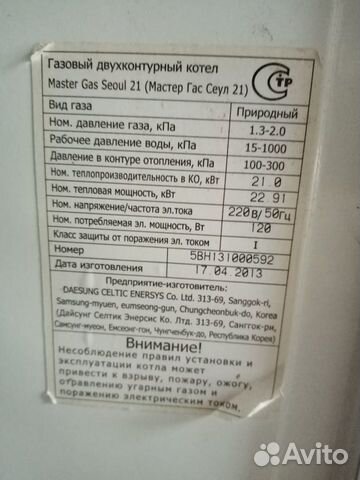 Газовый двухконтурный котел
Master Gas Seoul 21 (Мастер Гас Сеул 21)
СТР
Вид газа Природный
Ном. давление газа, кПа 1.3-2.0
Рабочее давление воды, кПа 15-1000
Давление в контуре отопления, кПа 100-300
Ном. теплопроизводительность в КО, кВт 21.0
Ном. тепловая мощность, кВт 22.91
Ном. напряжение/частота эл.тока 220В/50Гц
Ном. потребляемая эл. мощность, Вт 120
Класс защиты от поражения эл. током I
Номер 5BH131000592
Дата изготовления 17.04.2013
Предприятие-изготовитель:
DAESUNG CELTIC ENERSYS Co. Ltd. 313-69, Sanggok-ri,
Samsung-myuen, eumseong-gun, Chungcheonbuk-do, Korea
(Дайсунг Селтик Энерсис Ко. Лтд. 313-69, Сангток-ри,
Самсунг-муеон, Емсеонг-гон, Чунгченбук-до, Республика Корея)
Внимание!
Несоблюдение правил установки и
эксплуатации котла может
привести к взрыву, пожару, ожогу,
отравлению угарным газом и
поражению электрическим током.
Avito